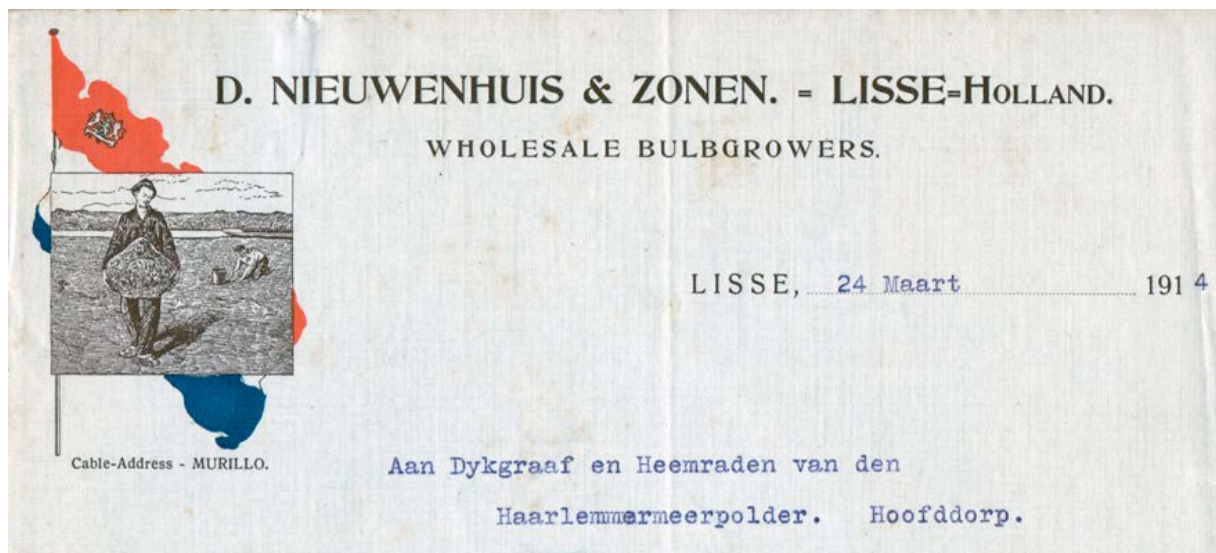 D. NIEUWENHUIS & ZONEN. = LISSE=HOLLAND.
WHOLESALE BULBGROWERS.
LISSE, 24 Maart 1914
Cable-Address - MURILLO.
Aan Dykgraaf en Heemraden van den
Haarlemmermeerpolder. Hoofddorp.